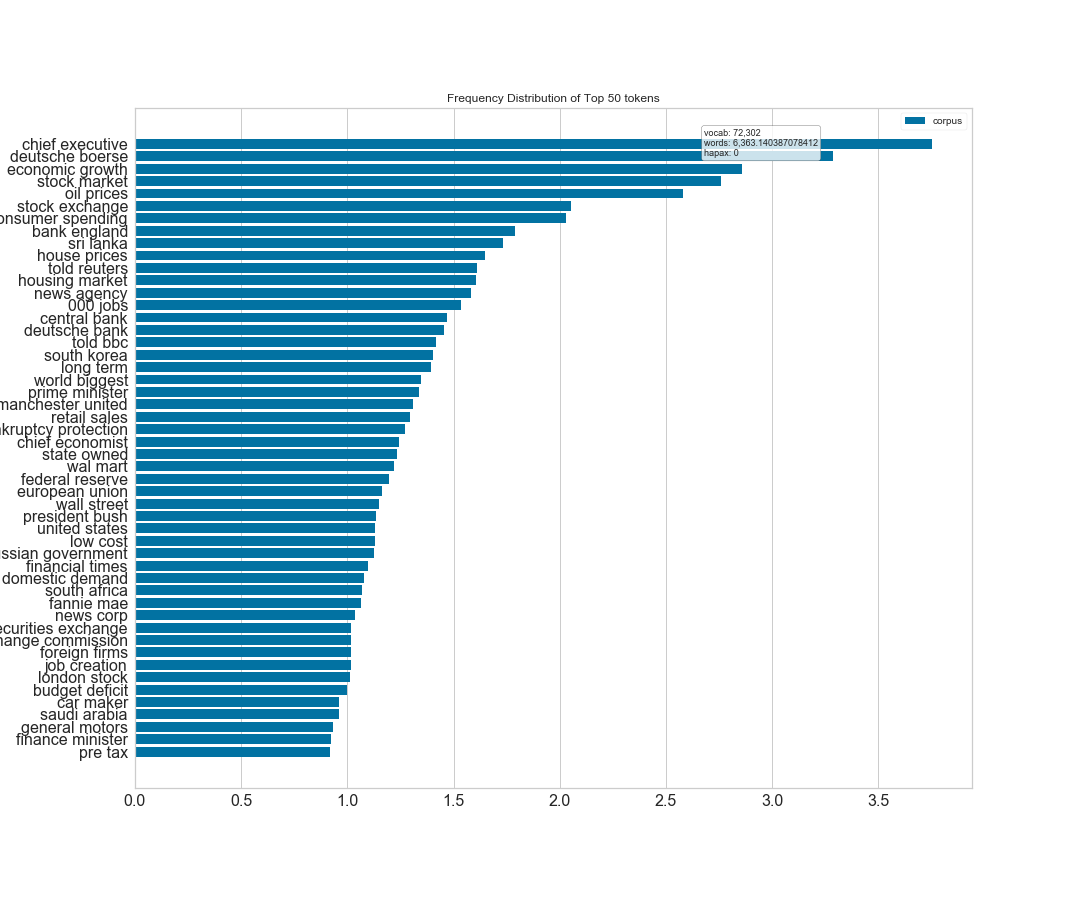 Frequency Distribution of Top 50 tokens
corpus
vocab: 72,302
words: 6,363.140387078412
hapax: 0
chief executive
deutsche boerse
economic growth
stock market
oil prices
stock exchange
onsumer spending
bank england
sri lanka
house prices
told reuters
housing market
news agency
000 jobs
central bank
deutsche bank
told bbc
south korea
long term
world biggest
prime minister
manchester united
retail sales
kruptcy protection
chief economist
state owned
wal mart
federal reserve
european union
wall street
president bush
united states
low cost
ssian government
financial times
domestic demand
south africa
fannie mae
news corp
ecurities exchange
hange commission
foreign firms
job creation
london stock
budget deficit
car maker
saudi arabia
general motors
finance minister
pre tax
0.0 0.5 1.0 1.5 2.0 2.5 3.0 3.5